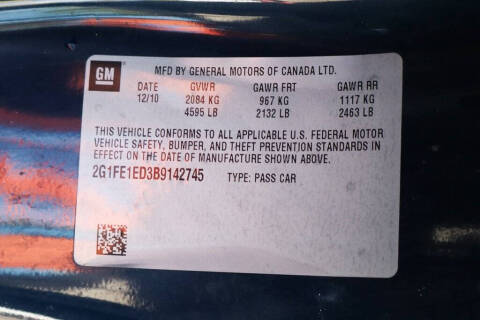 GM
MFD BY GENERAL MOTORS OF CANADA LTD.
DATE GVWR GAWR FRT GAWR RR
12/10 2084 KG 967 KG 1117 KG
4595 LB 2132 LB 2463 LB
THIS VEHICLE CONFORMS TO ALL APPLICABLE U.S. FEDERAL MOTOR
VEHICLE SAFETY, BUMPER, AND THEFT PREVENTION STANDARDS IN
EFFECT ON THE DATE OF MANUFACTURE SHOWN ABOVE.
2G1FE1ED3B9142745 TYPE: PASS CAR